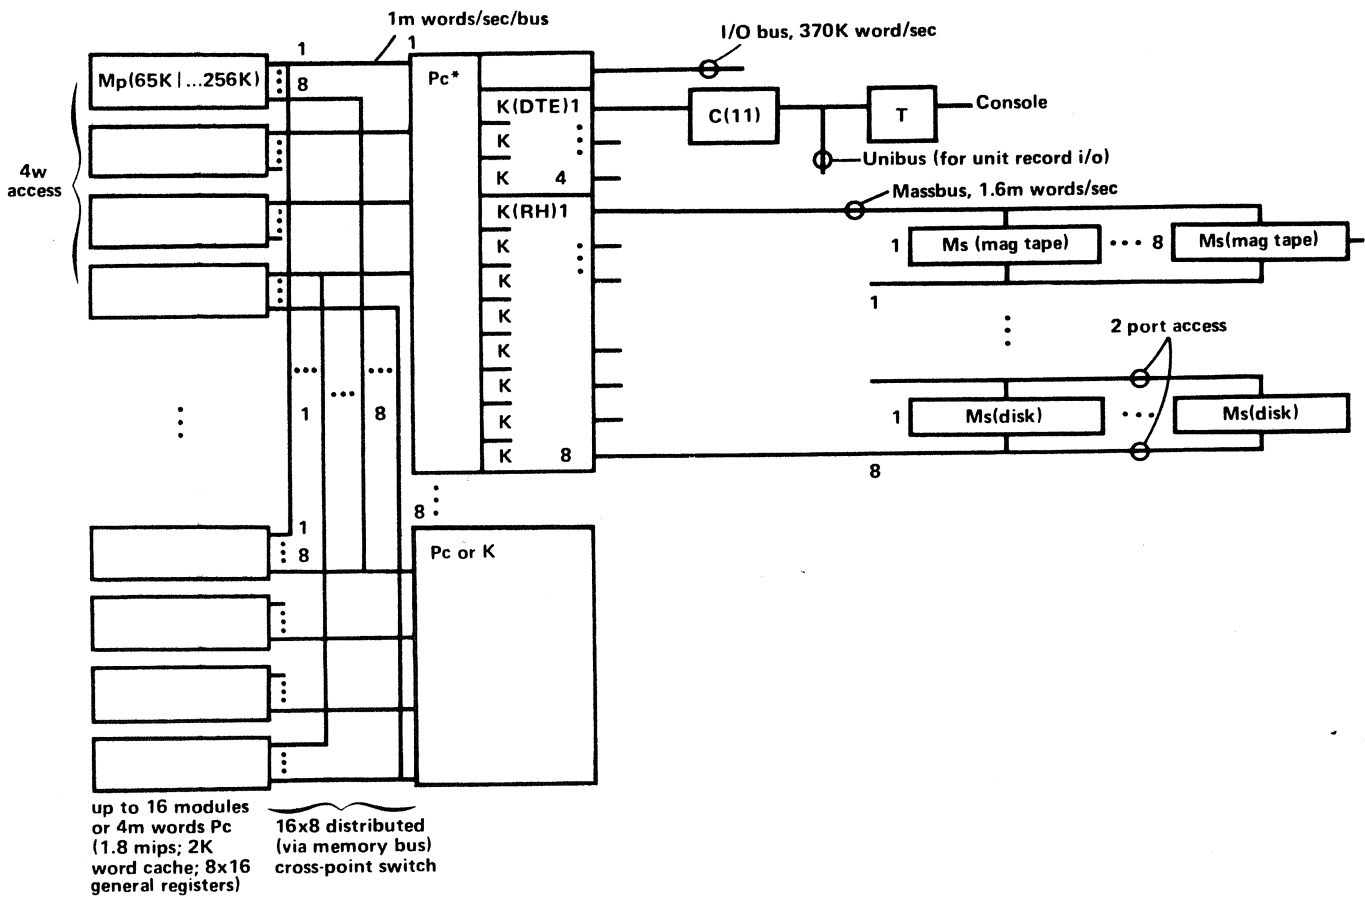 1m words/sec/bus
I/O bus, 370K word/sec
1
1
Mp(65K|...256K)
8
Pc*
K(DTE)1
C(11)
T
Console
K
Unibus (for unit record i/o)
4w
access
K 4
Massbus, 1.6m words/sec
K(RH)1
K
1
Ms (mag tape)
8
Ms(mag tape)
K
1
K
2 port access
K
K
1
8
K
1
Ms(disk)
Ms(disk)
K 8
8
8
1
8
Pc or K
up to 16 modules
or 4m words Pc
(1.8 mips; 2K
word cache; 8x16
general registers)
16x8 distributed
(via memory bus)
cross-point switch